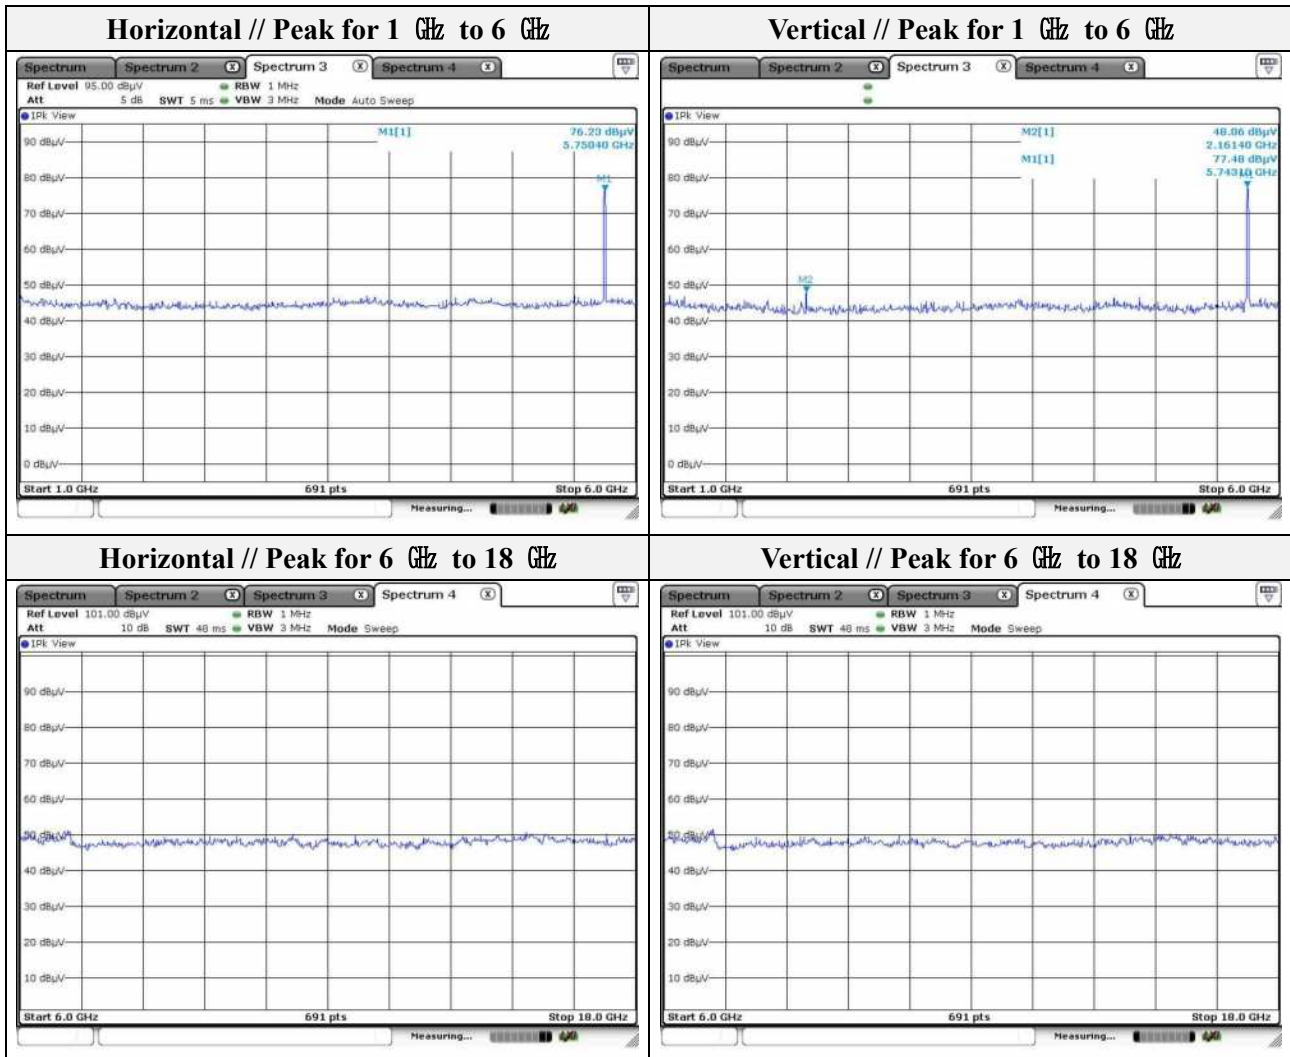 Horizontal // Peak for 1 ㎓ to 6 ㎓
Spectrum Spectrum 2 Spectrum 3 Spectrum 4
Ref Level 95.00 dBµV RBW 1 MHz
Att 5 dB SWT 5 ms VBW 3 MHz Mode Auto Sweep
1Pk View
M1[1] 76.23 dBµV
5.75040 GHz
90 dBµV
80 dBµV
M1
70 dBµV
60 dBµV
50 dBµV
40 dBµV
30 dBµV
20 dBµV
10 dBµV
0 dBµV
Start 1.0 GHz 691 pts Stop 6.0 GHz
Measuring...
Vertical // Peak for 1 ㎓ to 6 ㎓
Spectrum Spectrum 2 Spectrum 3 Spectrum 4
1Pk View
M2[1] 48.06 dBµV
2.16140 GHz
90 dBµV
M1[1] 77.48 dBµV
5.74310 GHz
80 dBµV
70 dBµV
60 dBµV
50 dBµV
M2
40 dBµV
30 dBµV
20 dBµV
10 dBµV
0 dBµV
Start 1.0 GHz 691 pts Stop 6.0 GHz
Measuring...
Horizontal // Peak for 6 ㎓ to 18 ㎓
Spectrum Spectrum 2 Spectrum 3 Spectrum 4
Ref Level 101.00 dBµV RBW 1 MHz
Att 10 dB SWT 48 ms VBW 3 MHz Mode Sweep
1Pk View
90 dBµV
80 dBµV
70 dBµV
60 dBµV
50 dBµV
40 dBµV
30 dBµV
20 dBµV
10 dBµV
Start 6.0 GHz 691 pts Stop 18.0 GHz
Measuring...
Vertical // Peak for 6 ㎓ to 18 ㎓
Spectrum Spectrum 2 Spectrum 3 Spectrum 4
Ref Level 101.00 dBµV RBW 1 MHz
Att 10 dB SWT 48 ms VBW 3 MHz Mode Sweep
1Pk View
90 dBµV
80 dBµV
70 dBµV
60 dBµV
50 dBµV
40 dBµV
30 dBµV
20 dBµV
10 dBµV
Start 6.0 GHz 691 pts Stop 18.0 GHz
Measuring...